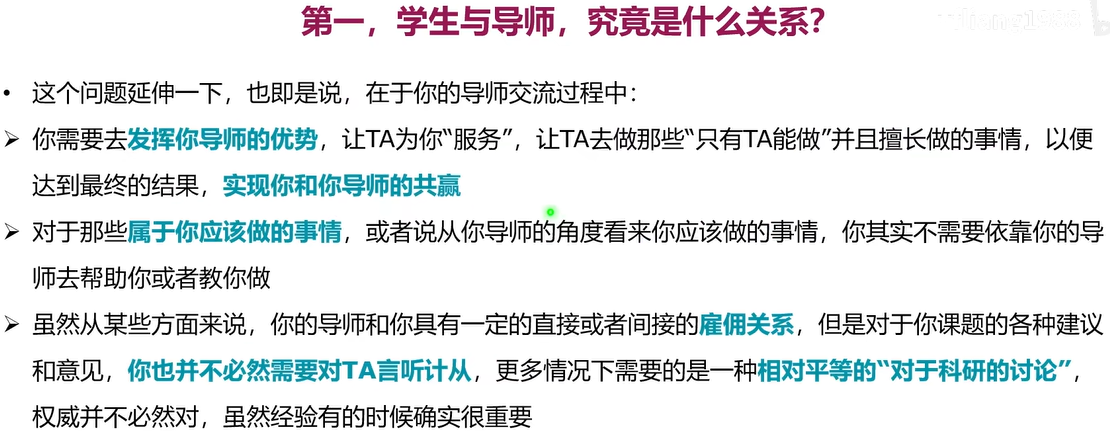 第一，学生与导师，究竟是什么关系？
• 这个问题延伸一下，也即是说，在于你的导师交流过程中：
➢ 你需要去发挥你导师的优势，让TA为你“服务”，让TA去做那些“只有TA能做”并且擅长做的事情，以便
达到最终的结果，实现你和你导师的共赢
➢ 对于那些属于你应该做的事情，或者说从你导师的角度看来你应该做的事情，你其实不需要依靠你的导
师去帮助你或者教你做
➢ 虽然从某些方面来说，你的导师和你具有一定的直接或者间接的雇佣关系，但是对于你课题的各种建议
和意见，你也并不必然需要对TA言听计从，更多情况下需要的是一种相对平等的“对于科研的讨论”，
权威并不必然对，虽然经验有的时候确实很重要